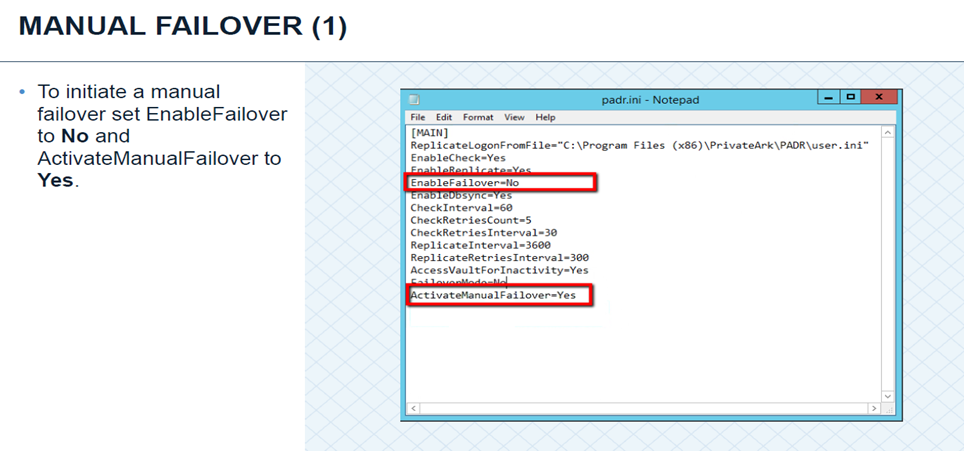 MANUAL FAILOVER (1)
• To initiate a manual
failover set EnableFailover
to No and
ActivateManualFailover to
Yes.
padr.ini - Notepad
File Edit Format View Help
[MAIN]
ReplicateLogonFromFile="C:\Program Files (x86)\PrivateArk\PADR\user.ini"
EnableCheck=Yes
EnableReplicate=Yes
EnableFailover=No
EnableDbsync=Yes
CheckInterval=60
CheckRetriesCount=5
CheckRetriesInterval=30
ReplicateInterval=3600
ReplicateRetriesInterval=300
AccessVaultForInactivity=Yes
FailoverMode=No
ActivateManualFailover=Yes